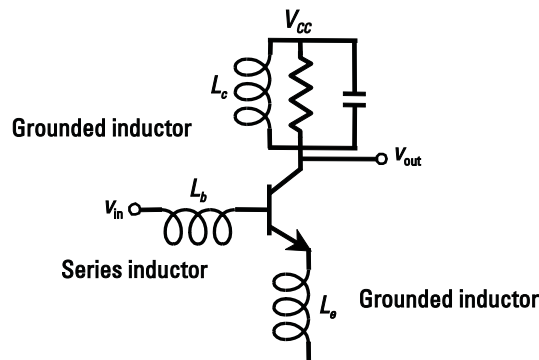 V_CC
L_c
Grounded inductor
v_out
L_b
v_in
Series inductor
L_e
Grounded inductor